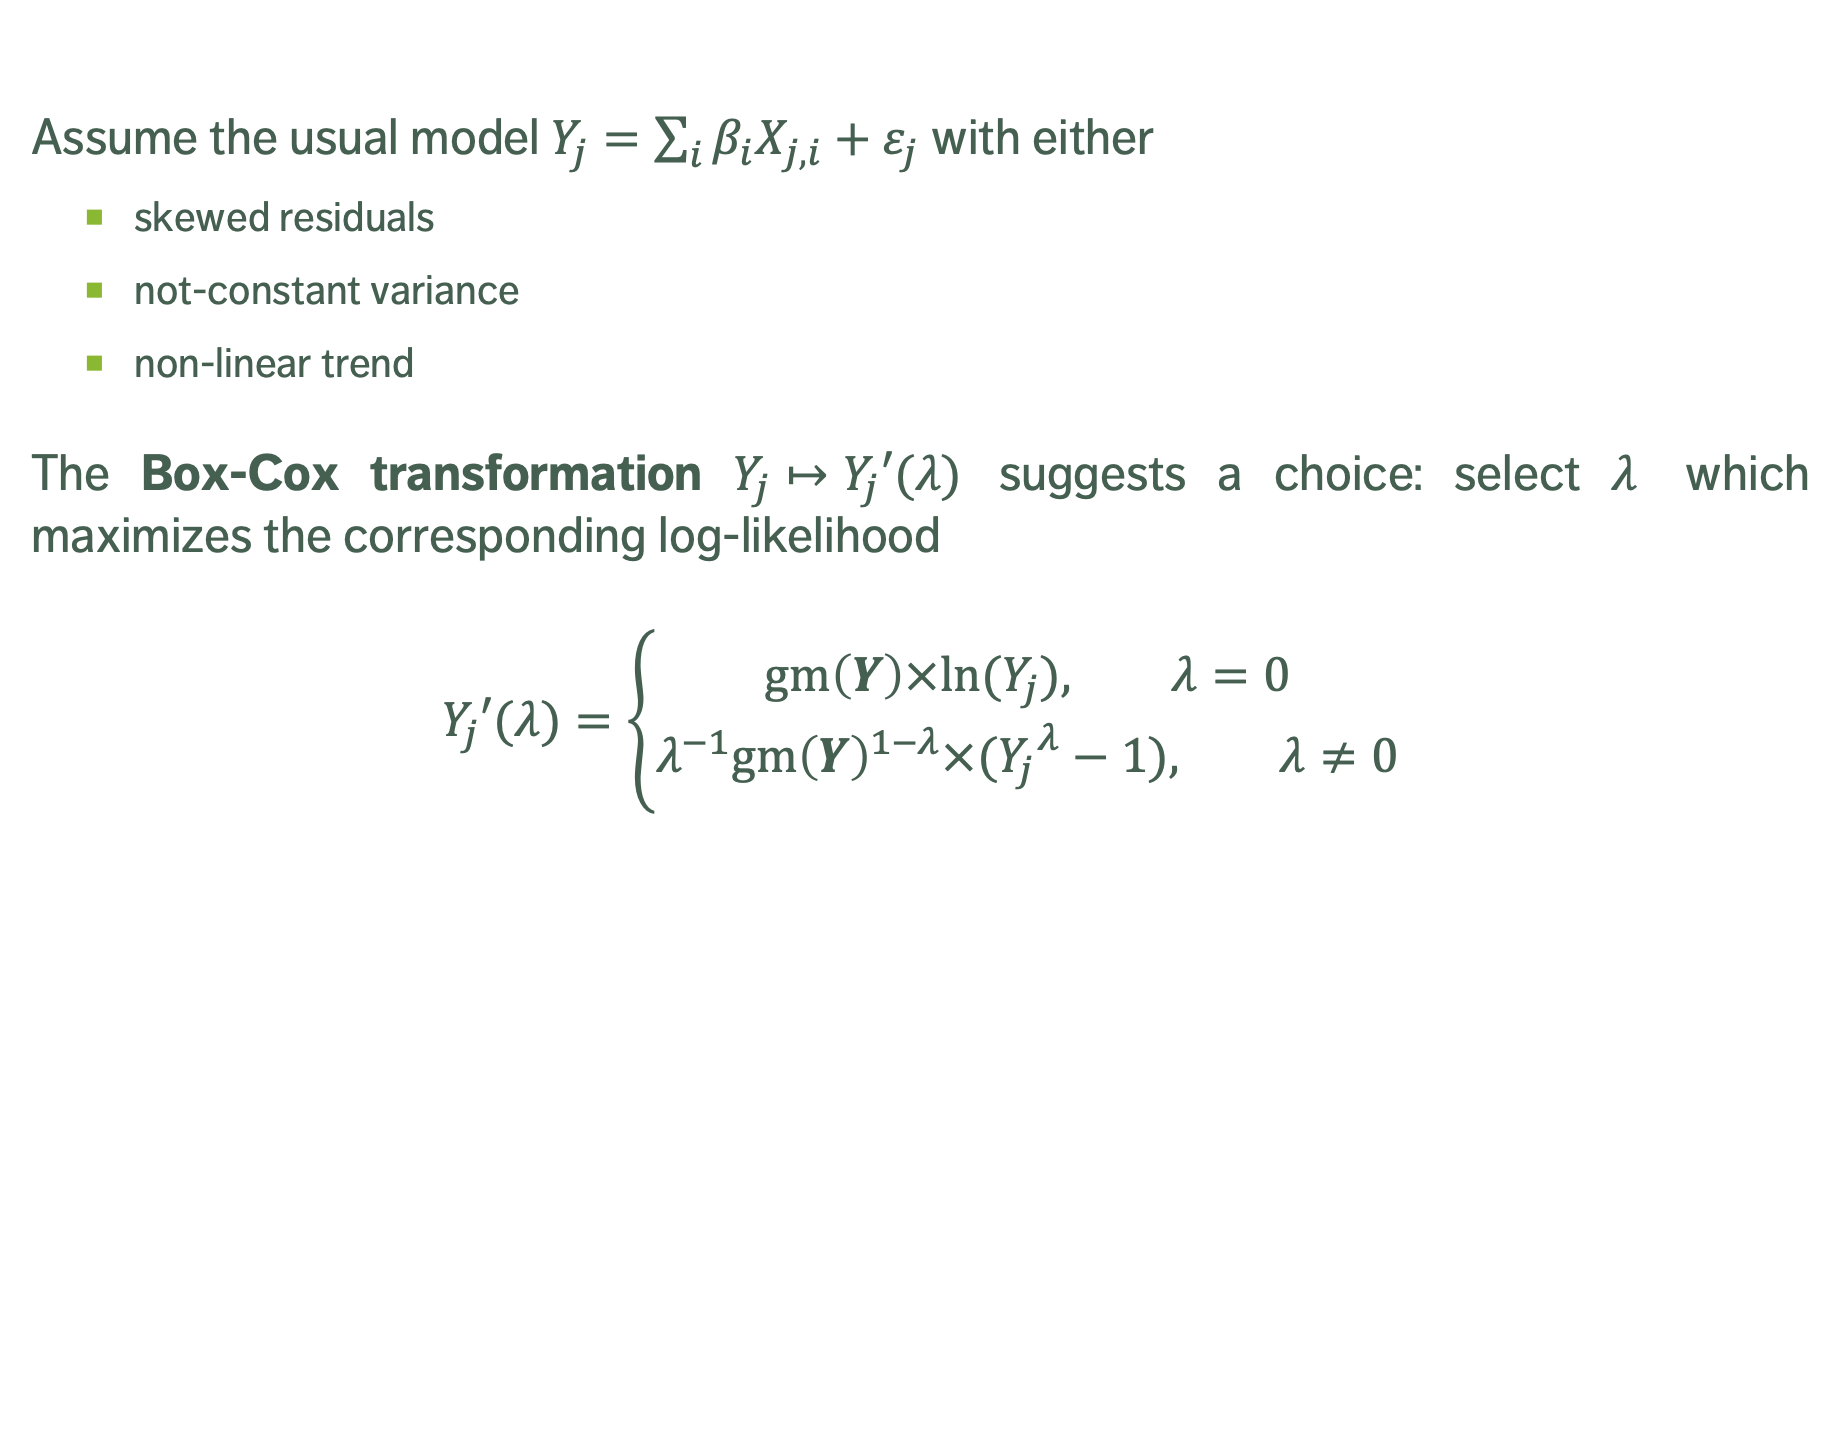 Assume the usual model Yⱼ = ∑ᵢ βᵢXⱼ,ᵢ + εⱼ with either
▪ skewed residuals
▪ not-constant variance
▪ non-linear trend
The Box-Cox transformation Yⱼ ↦ Yⱼ′(λ) suggests a choice: select λ which
maximizes the corresponding log-likelihood
Yⱼ′(λ) = { gm(Y)×ln(Yⱼ), λ = 0
λ⁻¹gm(Y)¹⁻λ×(Yⱼ^λ − 1), λ ≠ 0